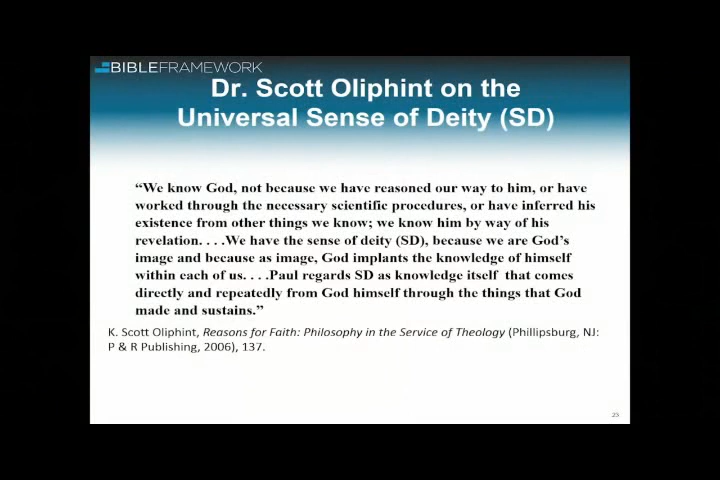 BIBLEFRAMEWORK
Dr. Scott Oliphint on the
Universal Sense of Deity (SD)
“We know God, not because we have reasoned our way to him, or have
worked through the necessary scientific procedures, or have inferred his
existence from other things we know; we know him by way of his
revelation. . . .We have the sense of deity (SD), because we are God’s
image and because as image, God implants the knowledge of himself
within each of us. . . .Paul regards SD as knowledge itself that comes
directly and repeatedly from God himself through the things that God
made and sustains.”
K. Scott Oliphint, Reasons for Faith: Philosophy in the Service of Theology (Phillipsburg, NJ:
P & R Publishing, 2006), 137.